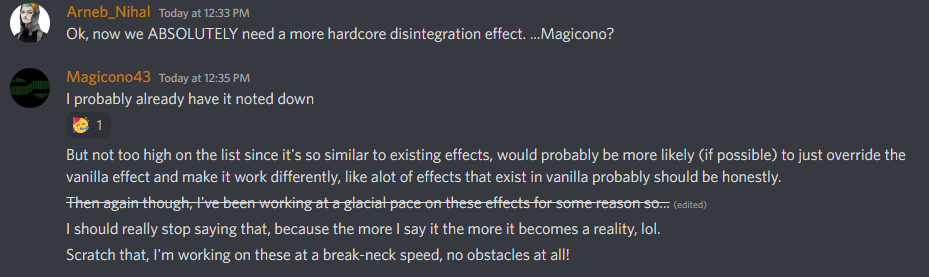 Arneb_Nihal Today at 12:33 PM
Ok, now we ABSOLUTELY need a more hardcore disintegration effect. ...Magicono?
Magicono43 Today at 12:35 PM
I probably already have it noted down
1
But not too high on the list since it's so similar to existing effects, would probably be more likely (if possible) to just override the
vanilla effect and make it work differently, like alot of effects that exist in vanilla probably should be honestly.
Then again though, I've been working at a glacial pace on these effects for some reason so... (edited)
I should really stop saying that, because the more I say it the more it becomes a reality, lol.
Scratch that, I'm working on these at a break-neck speed, no obstacles at all!